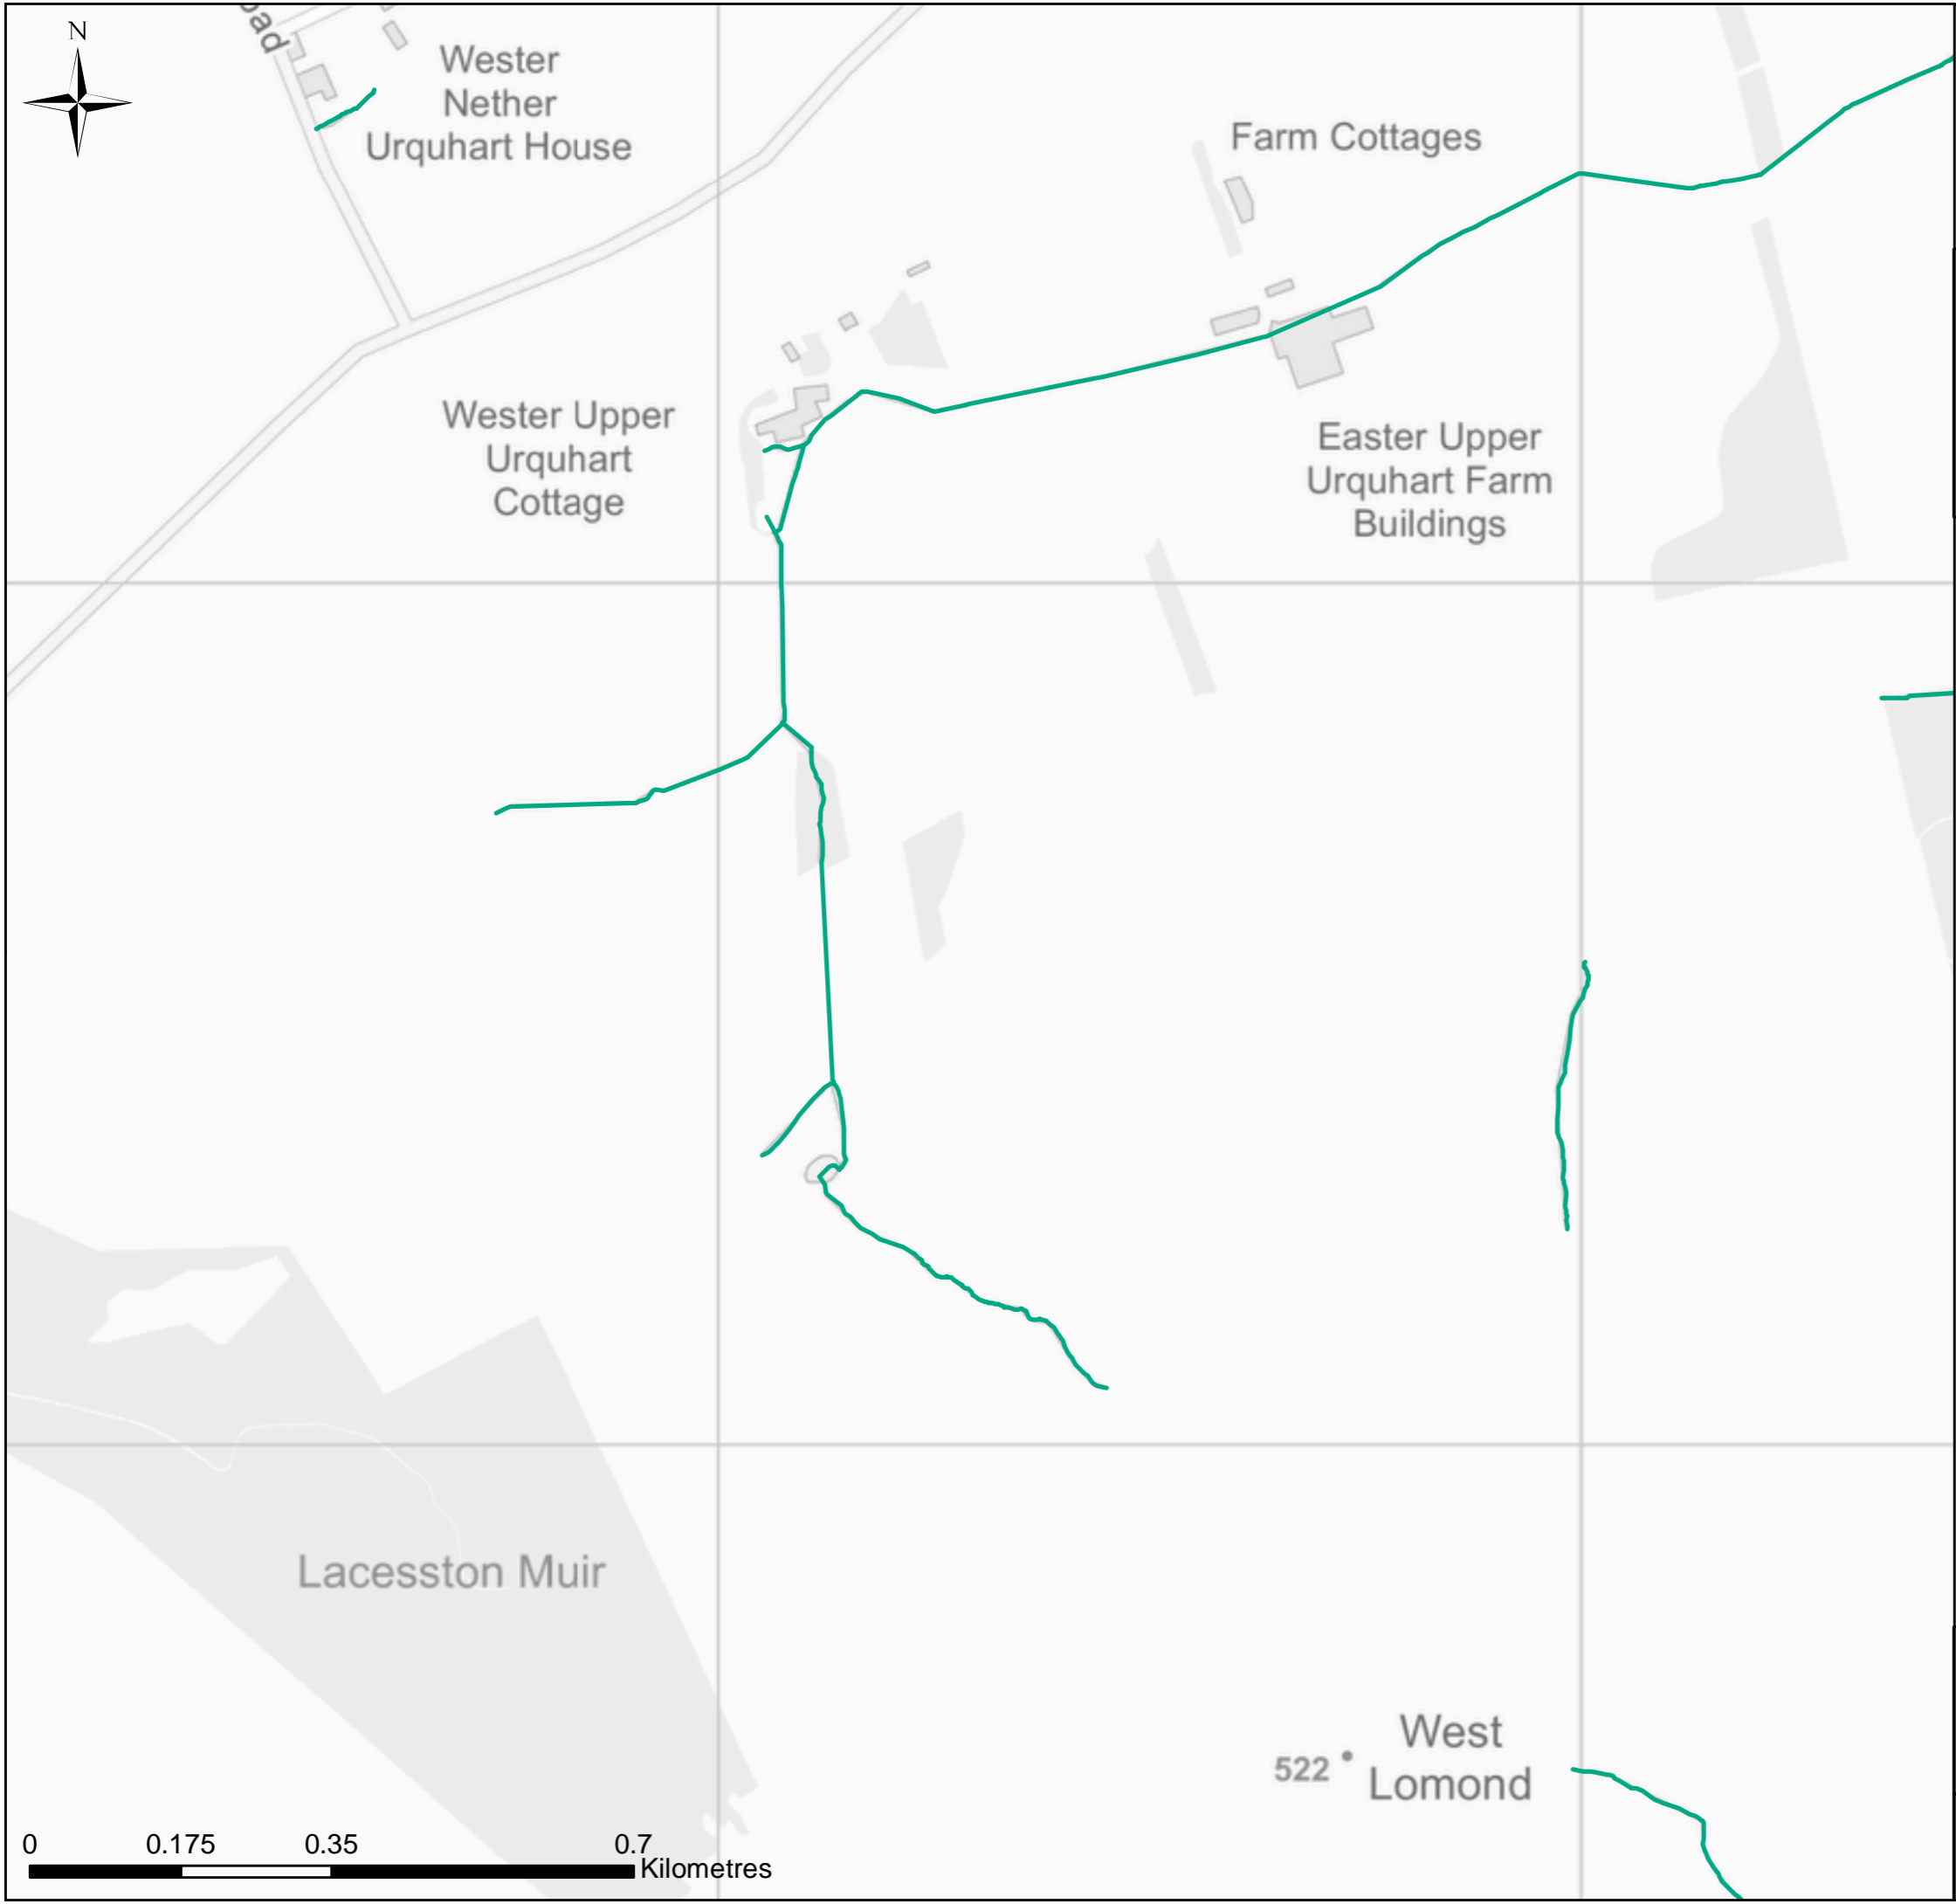 N
Wester
Nether
Urquhart House
Farm Cottages
Wester Upper
Urquhart
Cottage
Easter Upper
Urquhart Farm
Buildings
Lacesston Muir
West
Lomond
522
0 0.175 0.35 0.7
Kilometres